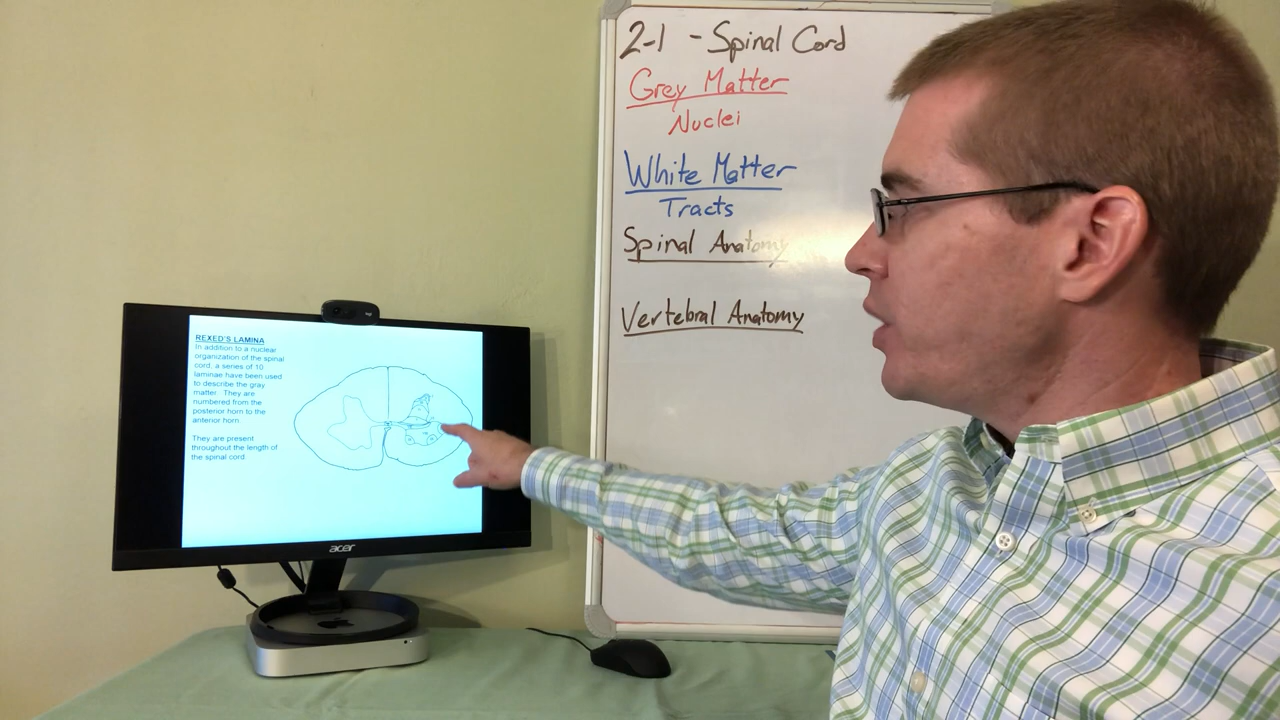 2-1 - Spinal Cord
Grey Matter
Nuclei
White Matter
Tracts
Spinal Anatomy
Vertebral Anatomy
REXED'S LAMINA
In addition to a nuclear
organization of the spinal
cord, a series of 10
laminae have been used
to describe the gray
matter. They are
numbered from the
posterior horn to the
anterior horn.
They are present
throughout the length of
the spinal cord
acer